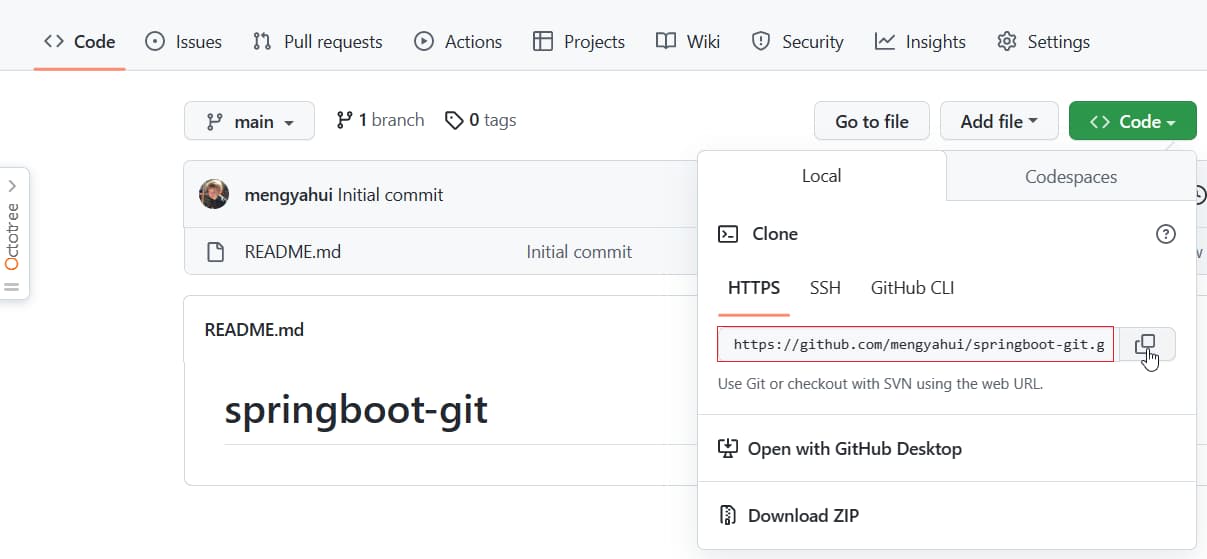 Code Issues Pull requests Actions Projects Wiki Security Insights Settings
main 1 branch 0 tags Go to file Add file Code
Local Codespaces
mengyahui Initial commit
Clone
README.md Initial commit
HTTPS SSH GitHub CLI
README.md
https://github.com/mengyahui/springboot-git.g
Use Git or checkout with SVN using the web URL.
springboot-git
Open with GitHub Desktop
Download ZIP
Octotree